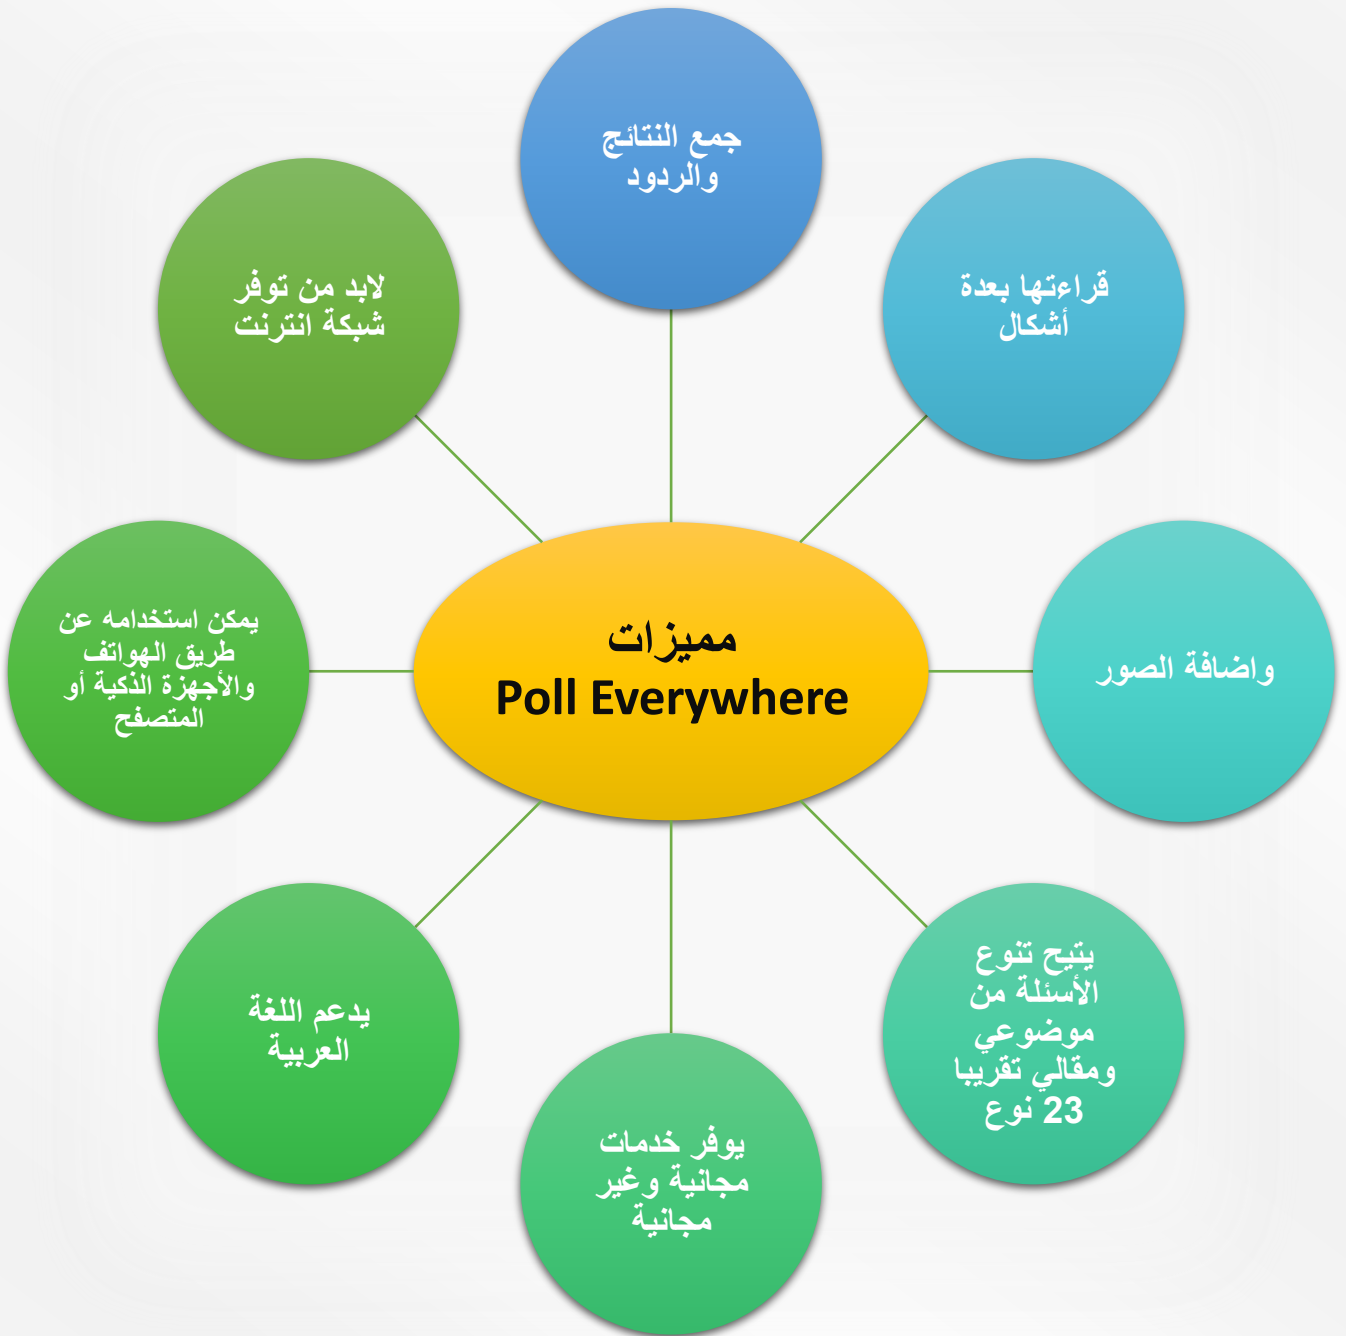 مميزات
Poll Everywhere
جمع النتائج
والردود
قراءتها بعدة
أشكال
واضافة الصور
يتيح تنوع
الأسئلة من
موضوعي
ومقالي تقريبا
23 نوع
يوفر خدمات
مجانية وغير
مجانية
يدعم اللغة
العربية
يمكن استخدامه عن
طريق الهواتف
والأجهزة الذكية أو
المتصفح
لابد من توفر
شبكة انترنت